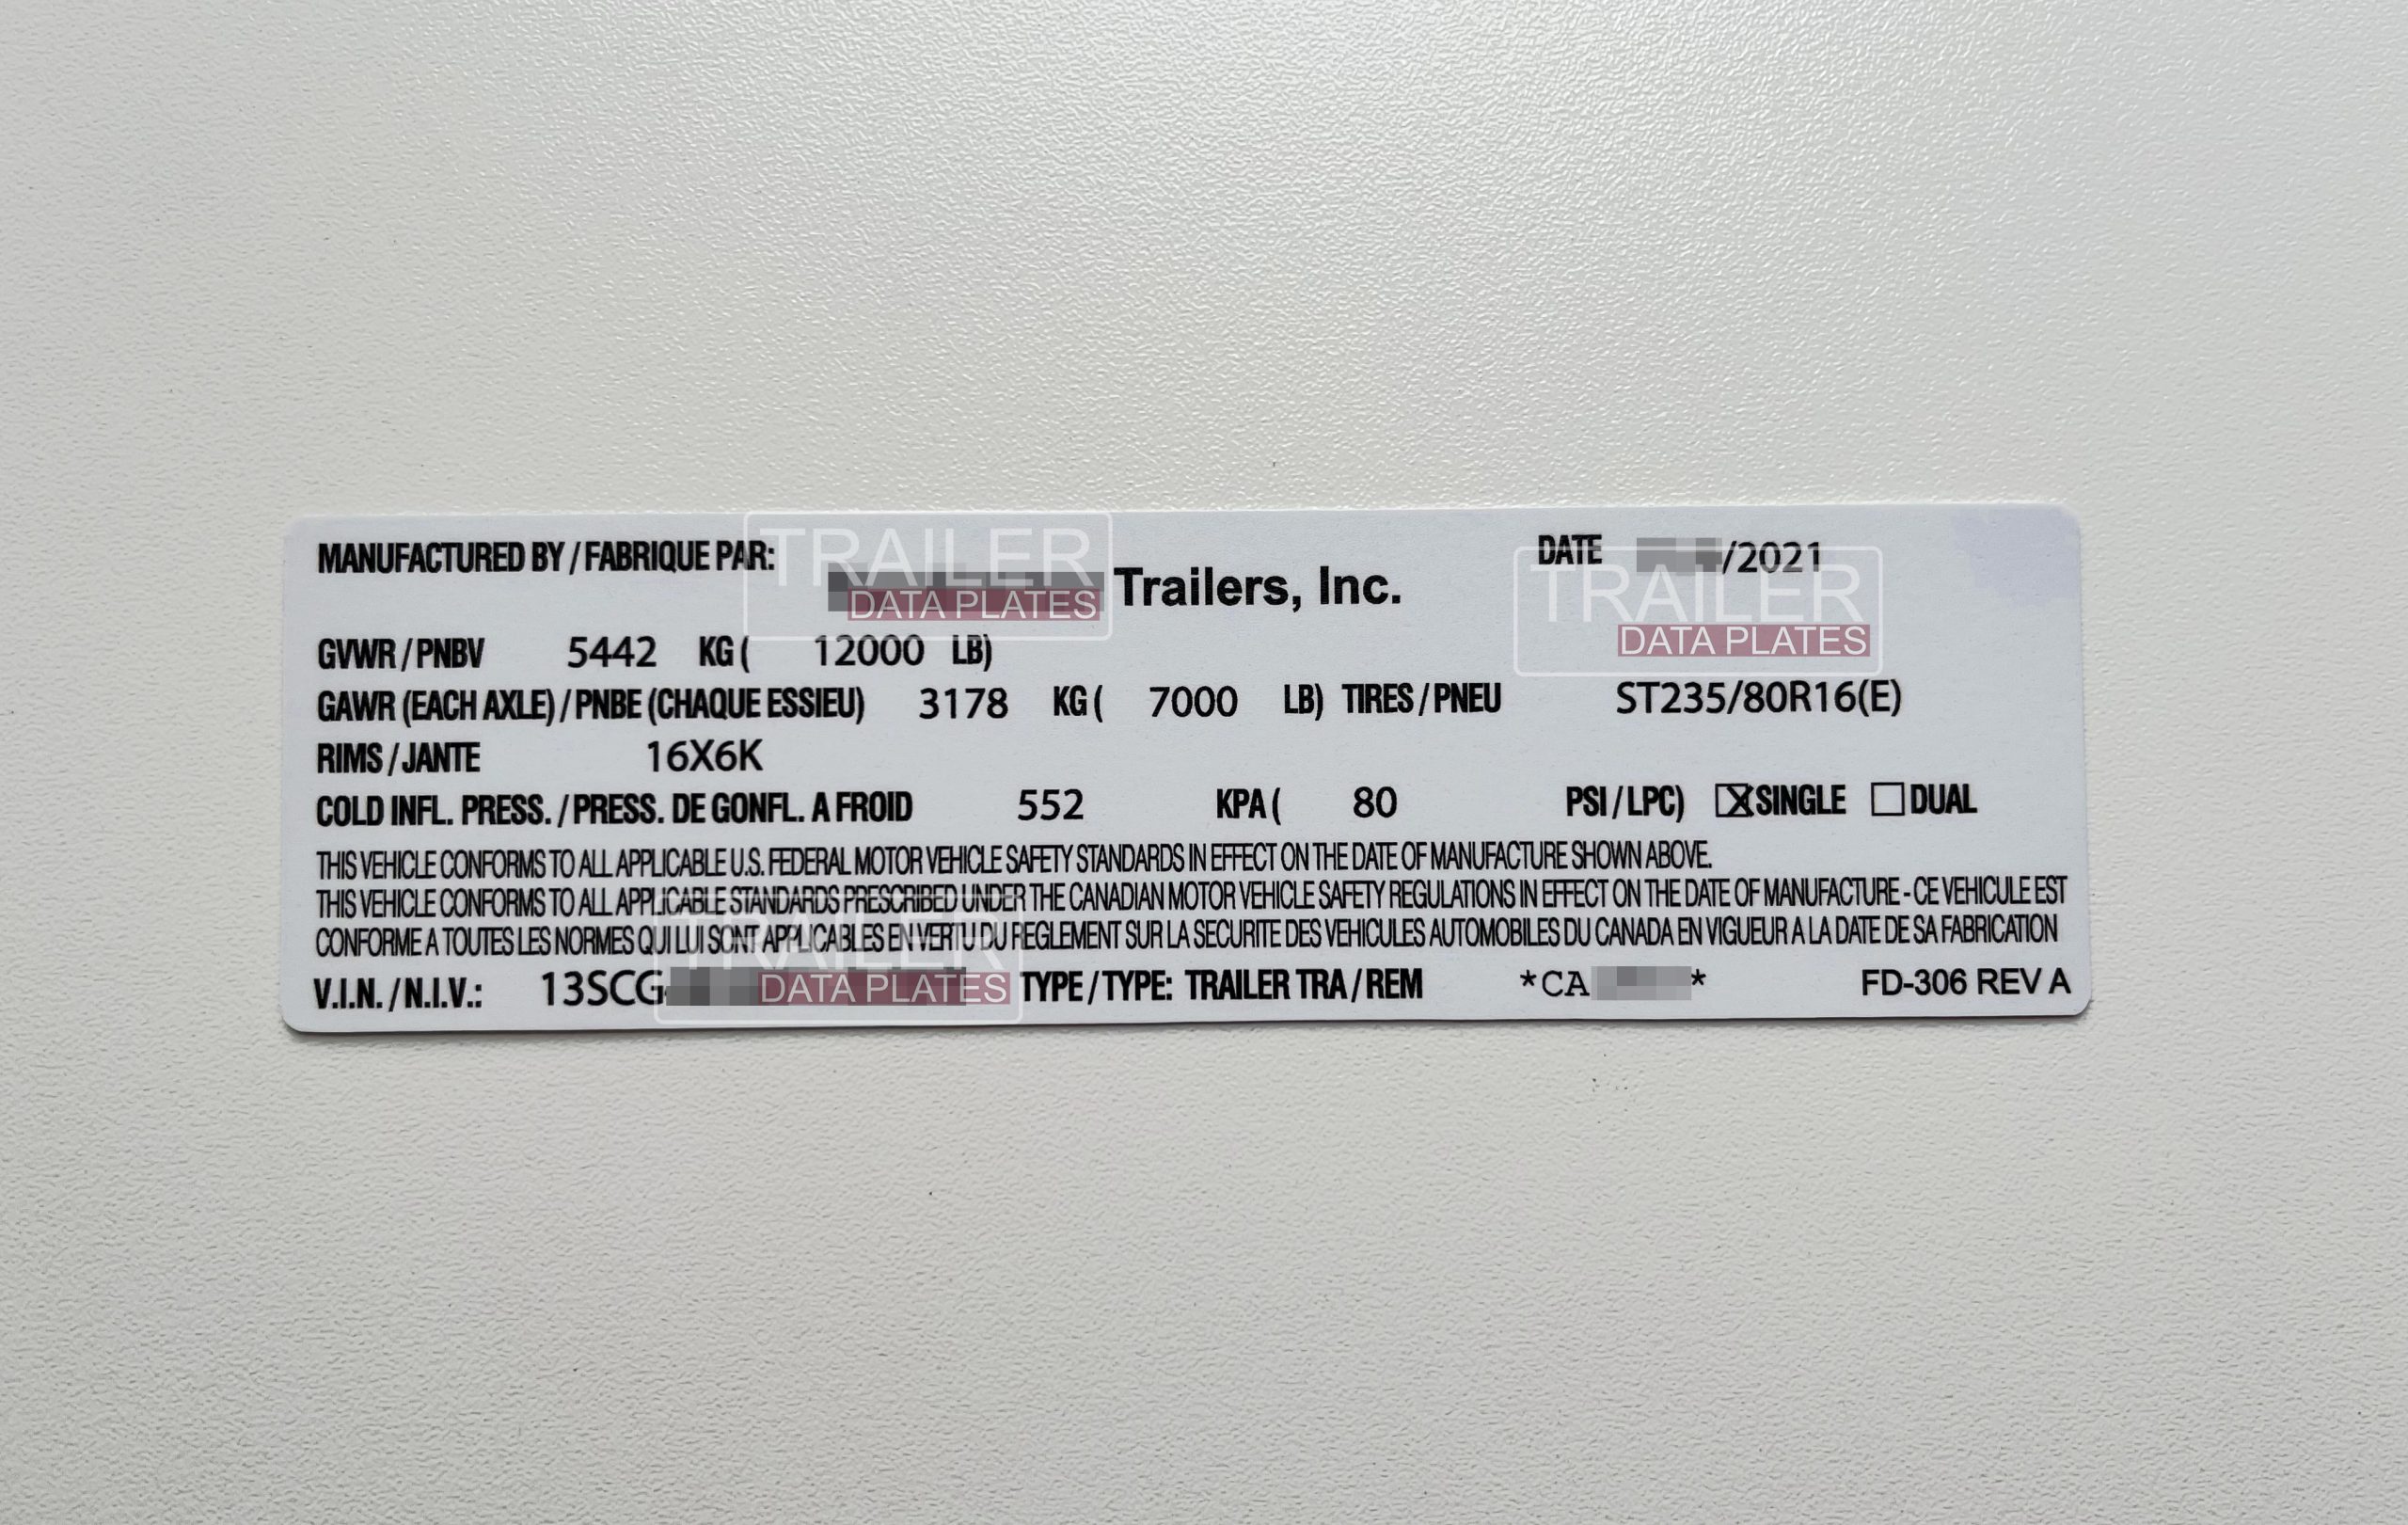 MANUFACTURED BY / FABRIQUE PAR: Trailers, Inc. DATE /2021
TRAILER
DATA PLATES
TRAILER
DATA PLATES
GVWR / PNBV 5442 KG ( 12000 LB)
GAWR (EACH AXLE) / PNBE (CHAQUE ESSIEU) 3178 KG ( 7000 LB) TIRES / PNEU ST235/80R16(E)
RIMS / JANTE 16X6K
COLD INFL. PRESS. / PRESS. DE GONFL. A FROID 552 KPA ( 80 PSI / LPC) ☒SINGLE ☐DUAL
THIS VEHICLE CONFORMS TO ALL APPLICABLE U.S. FEDERAL MOTOR VEHICLE SAFETY STANDARDS IN EFFECT ON THE DATE OF MANUFACTURE SHOWN ABOVE.
THIS VEHICLE CONFORMS TO ALL APPLICABLE STANDARDS PRESCRIBED UNDER THE CANADIAN MOTOR VEHICLE SAFETY REGULATIONS IN EFFECT ON THE DATE OF MANUFACTURE - CE VEHICULE EST
CONFORME A TOUTES LES NORMES QUI LUI SONT APPLICABLES EN VERTU DU REGLEMENT SUR LA SECURITE DES VEHICULES AUTOMOBILES DU CANADA EN VIGUEUR A LA DATE DE SA FABRICATION
TRAILER
DATA PLATES
V.I.N. / N.I.V.: 13SCG TYPE / TYPE: TRAILER TRA / REM *CA * FD-306 REV A